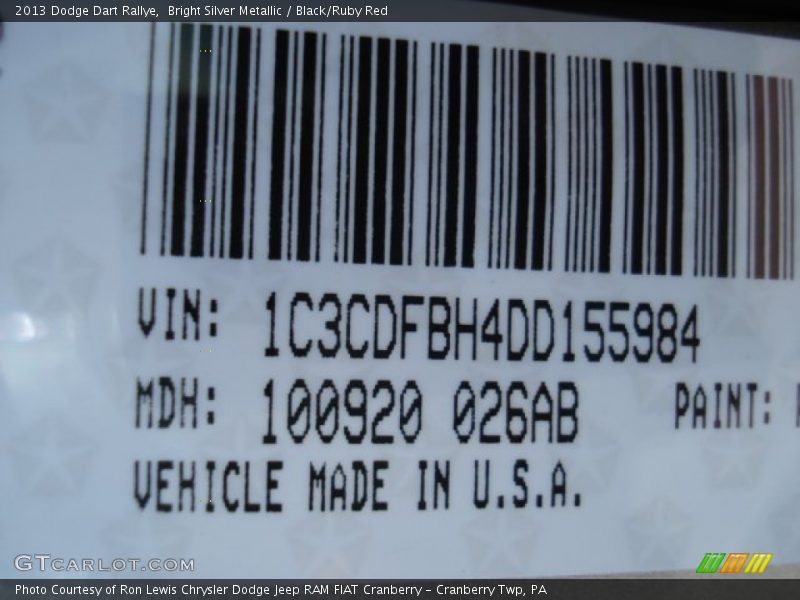 2013 Dodge Dart Rallye,  Bright Silver Metallic / Black/Ruby Red
VIN: 1C3CDFBH4DD155984
MDH: 100920 026AB PAINT:
VEHICLE MADE IN U.S.A.
GTCARLOT.COM
Photo Courtesy of Ron Lewis Chrysler Dodge Jeep RAM FIAT Cranberry – Cranberry Twp, PA